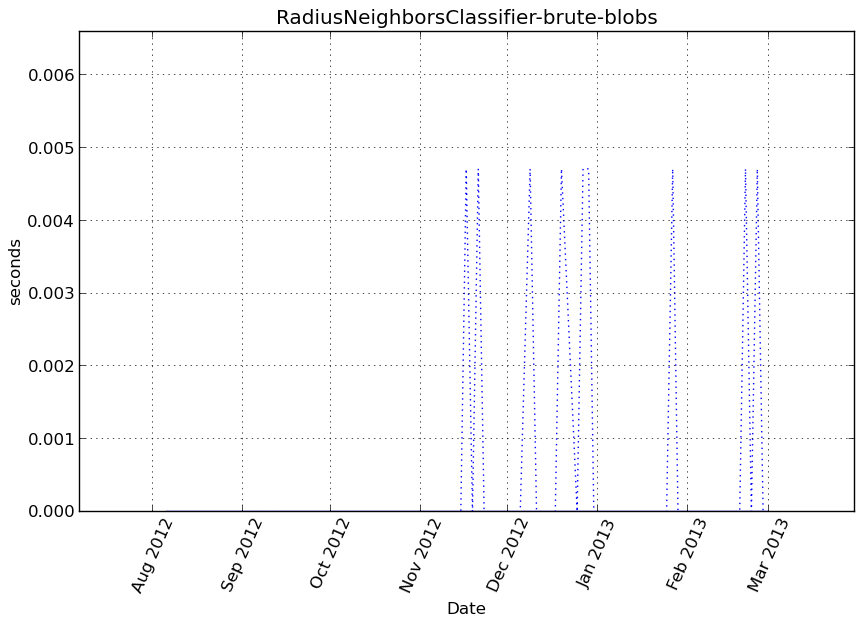 RadiusNeighborsClassifier-brute-blobs
0.006
0.005
0.004
0.003
0.002
0.001
0.000
seconds
Aug 2012
Sep 2012
Oct 2012
Nov 2012
Dec 2012
Jan 2013
Feb 2013
Mar 2013
Date